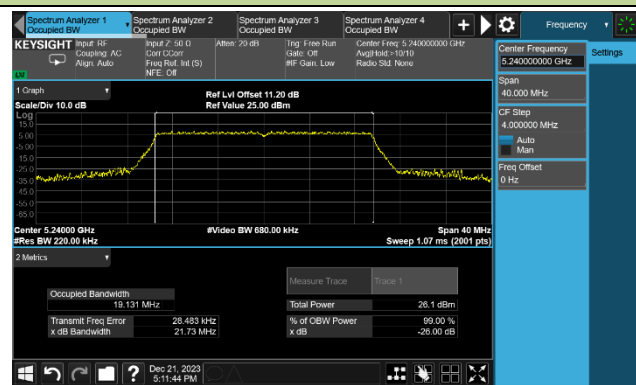 Spectrum Analyzer 1
Occupied BW
Spectrum Analyzer 2
Occupied BW
Spectrum Analyzer 3
Occupied BW
Spectrum Analyzer 4
Occupied BW
Frequency
KEYSIGHT
Input: RF
Coupling: AC
Align: Auto
Input Z: 50 Ω
Corr CCorr
Freq Ref: Int (S)
NFE: Off
Atten: 20 dB
Trig: Free Run
Gate: Off
#IF Gain: Low
Center Freq: 5.240000000 GHz
Avg|Hold:>10/10
Radio Std: None
Center Frequency
5.240000000 GHz
Settings
Span
40.000 MHz
CF Step
4.000000 MHz
Auto
Man
Freq Offset
0 Hz
1 Graph
Scale/Div 10.0 dB
Ref Lvl Offset 11.20 dB
Ref Value 25.00 dBm
Log
15.0
5.00
-5.00
-15.0
-25.0
-35.0
-45.0
-55.0
-65.0
Center 5.24000 GHz
#Video BW 680.00 kHz
Span 40 MHz
#Res BW 220.00 kHz
Sweep 1.07 ms (2001 pts)
2 Metrics
Measure Trace
Trace 1
Occupied Bandwidth
19.131 MHz
Total Power
26.1 dBm
Transmit Freq Error
28.483 kHz
% of OBW Power
99.00 %
x dB Bandwidth
21.73 MHz
x dB
-26.00 dB
?
Dec 21, 2023
5:11:44 PM